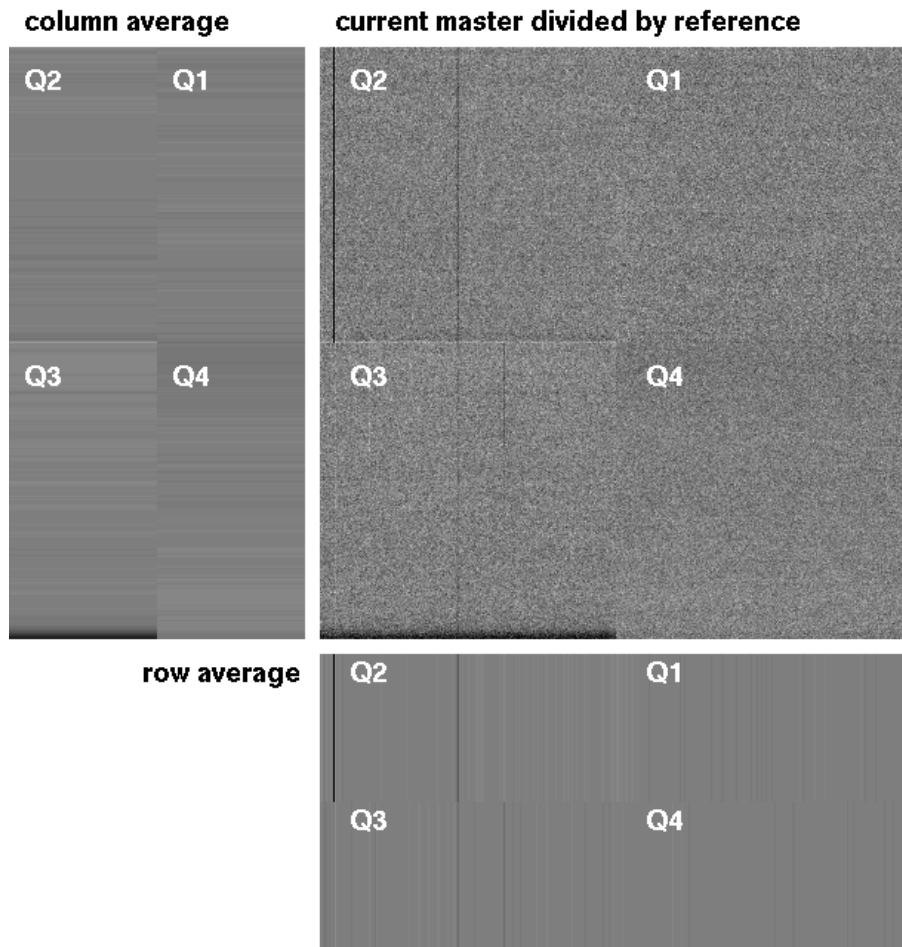 column average
current master divided by reference
Q2 Q1
Q2 Q1
Q3 Q4
Q3 Q4
row average
Q2 Q1
Q3 Q4